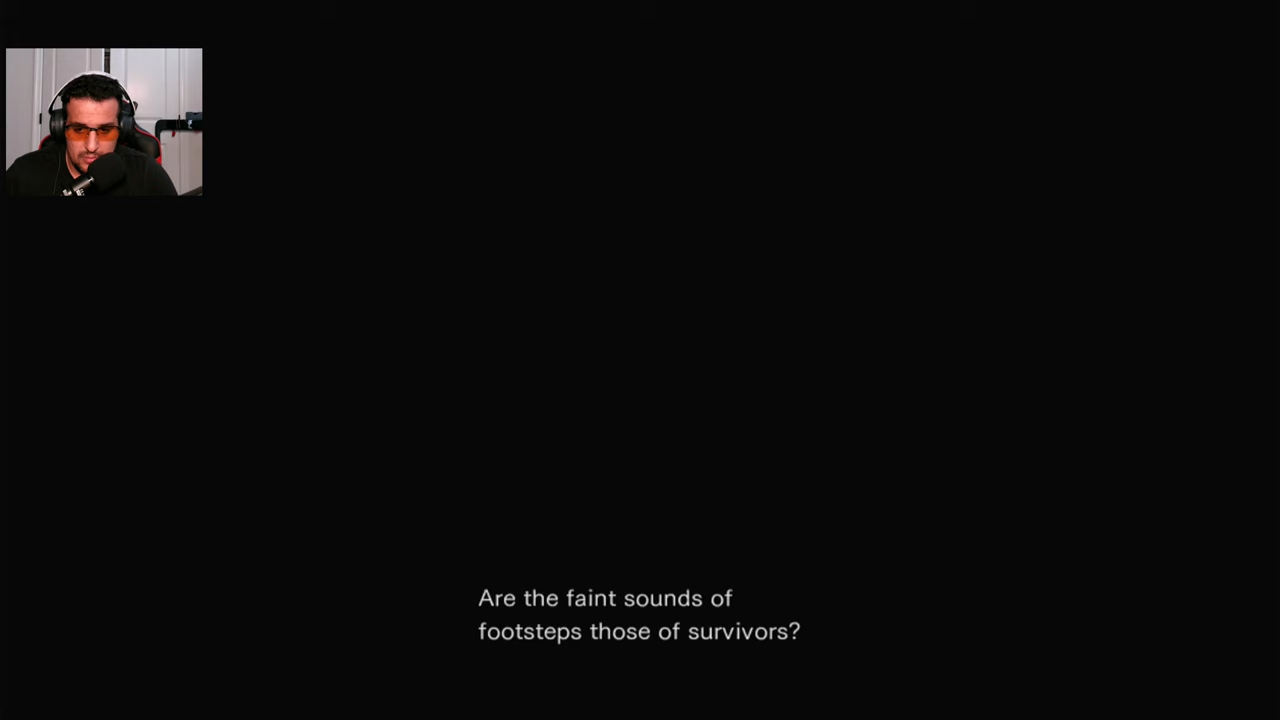 Are the faint sounds of
footsteps those of survivors?